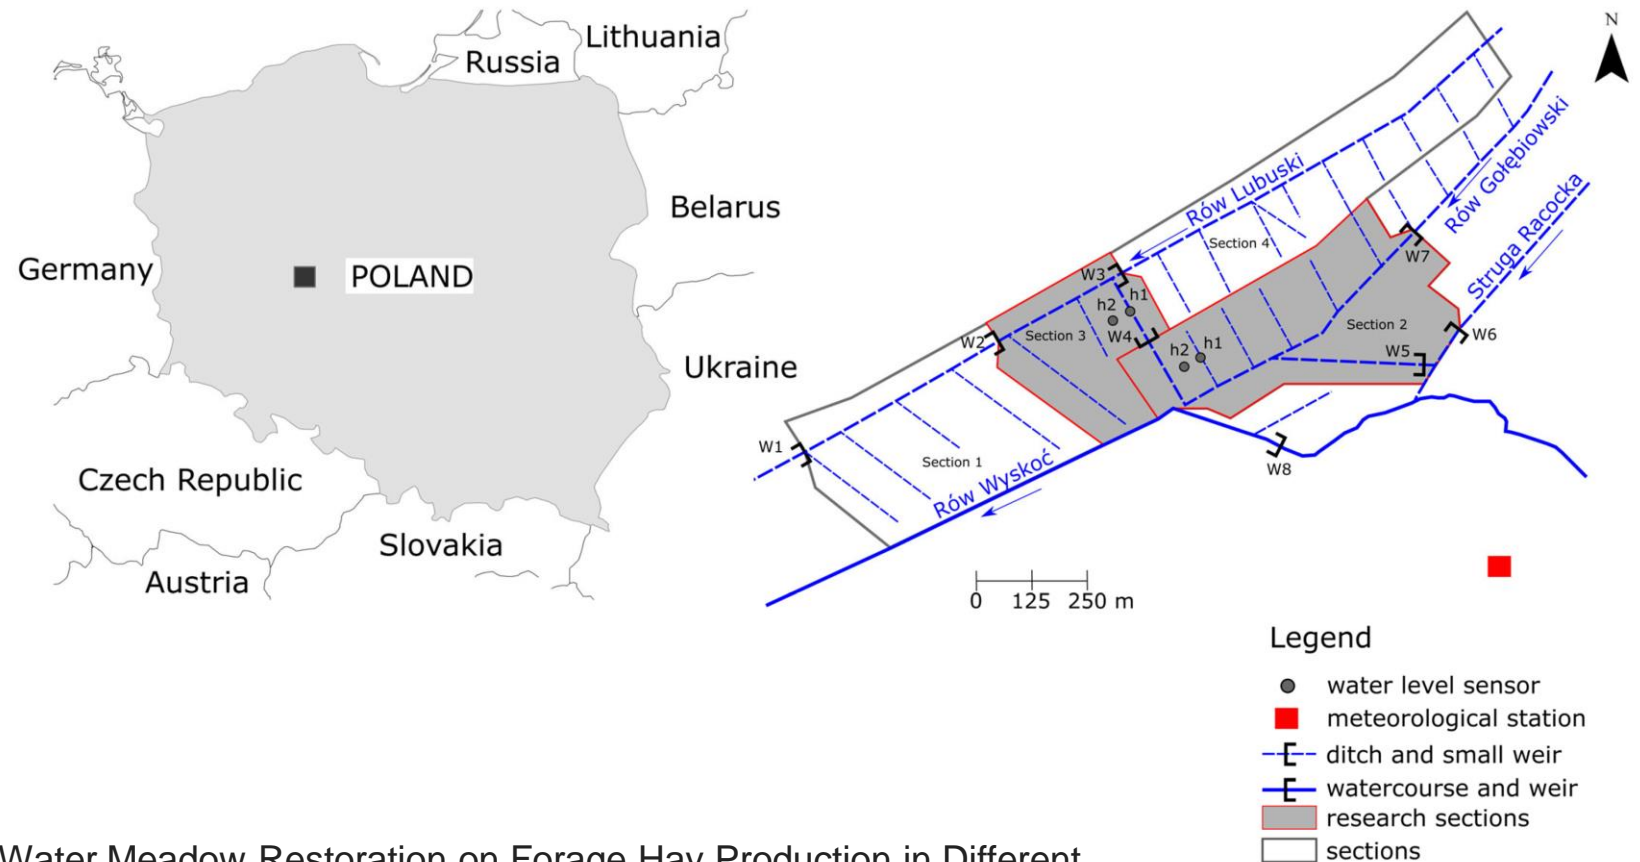 Lithuania
Russia
Belarus
Germany
POLAND
Ukraine
Czech Republic
Slovakia
Austria
N
Rów Lubuski
Rów Gołębiowski
Struga Racocka
Section 4
W7
W3
h1
h2
W4
Section 3
W2
Section 2
W6
W5
h2
h1
W1
Section 1
Rów Wyskoć
W8
0 125 250 m
Legend
water level sensor
meteorological station
ditch and small weir
watercourse and weir
research sections
sections
Water Meadow Restoration on Forage Hay Production in Different